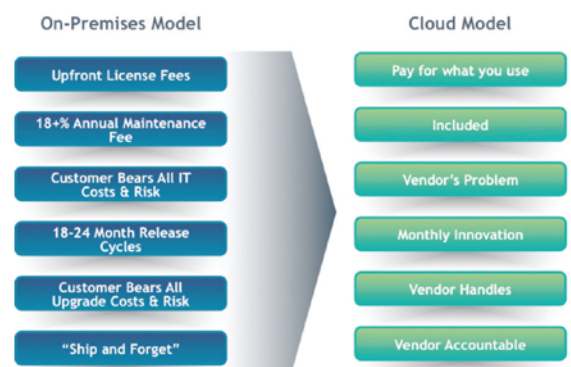 On-Premises Model
Cloud Model
Upfront License Fees
Pay for what you use
18+% Annual Maintenance
Fee
Included
Customer Bears All IT
Costs & Risk
Vendor's Problem
18-24 Month Release
Cycles
Monthly Innovation
Customer Bears All
Upgrade Costs & Risk
Vendor Handles
"Ship and Forget"
Vendor Accountable